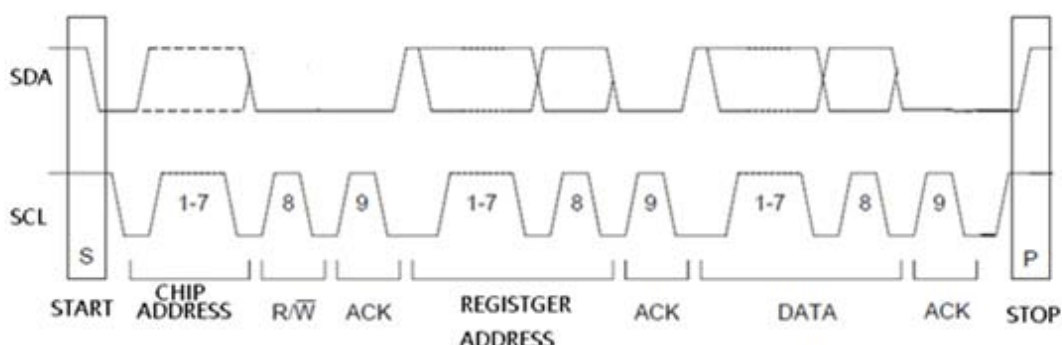 SDA
SCL
1-7 8 9 1-7 8 9 1-7 8 9
S P
START CHIP ADDRESS R/W̅ ACK REGISTGER ADDRESS ACK DATA ACK STOP